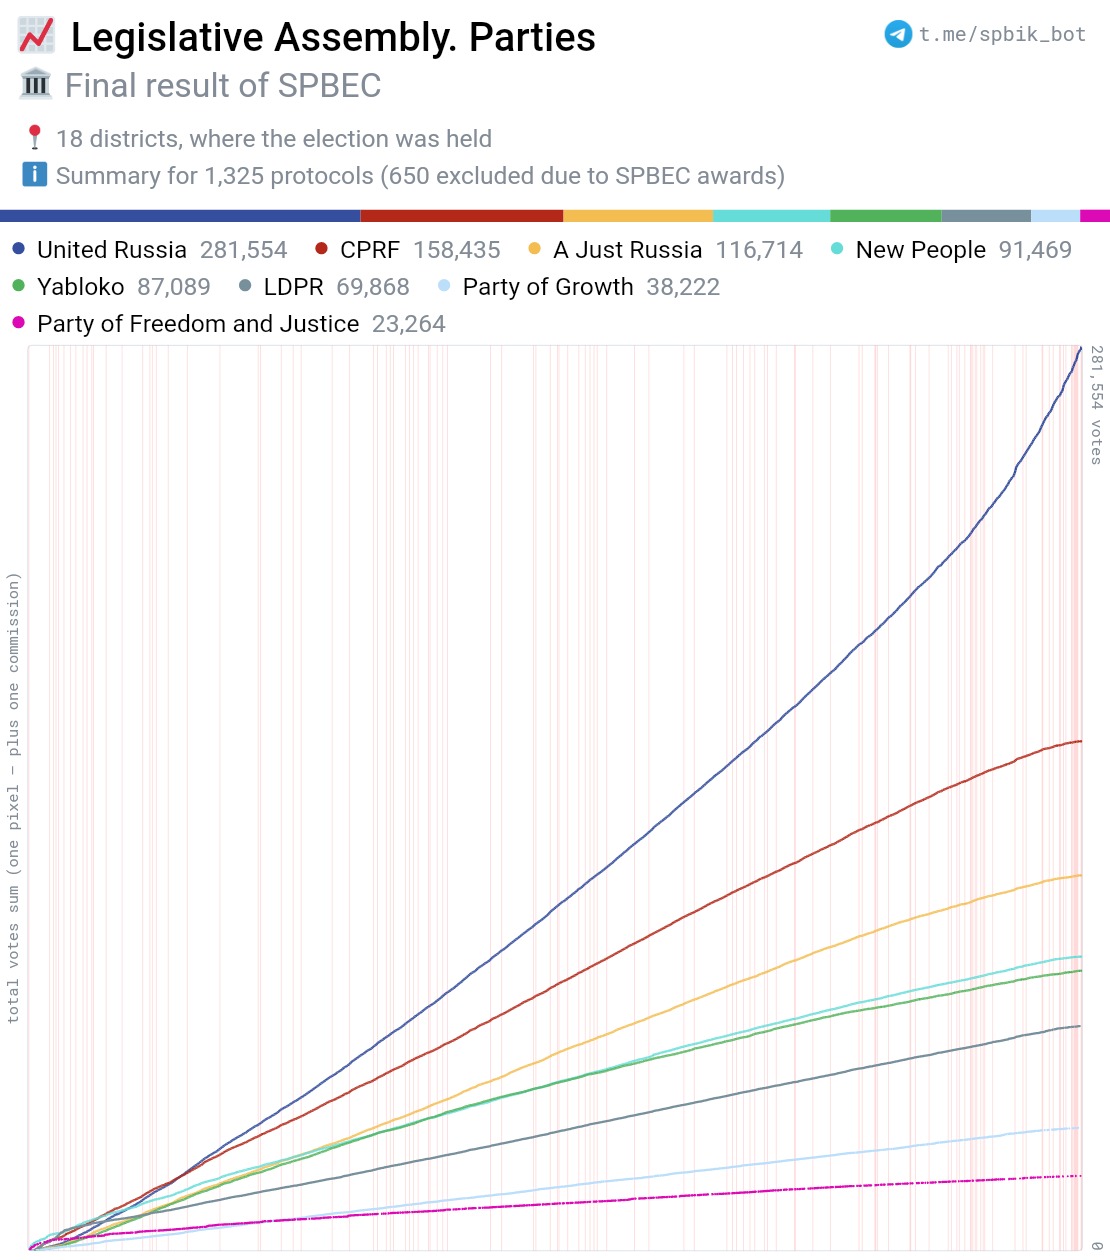 Legislative Assembly. Parties
t.me/spbik_bot
Final result of SPBEC
18 districts, where the election was held
Summary for 1,325 protocols (650 excluded due to SPBEC awards)
United Russia 281,554 CPRF 158,435 A Just Russia 116,714 New People 91,469
Yabloko 87,089 LDPR 69,868 Party of Growth 38,222
Party of Freedom and Justice 23,264
281,554 votes
total votes sum (one pixel – plus one commission)
0